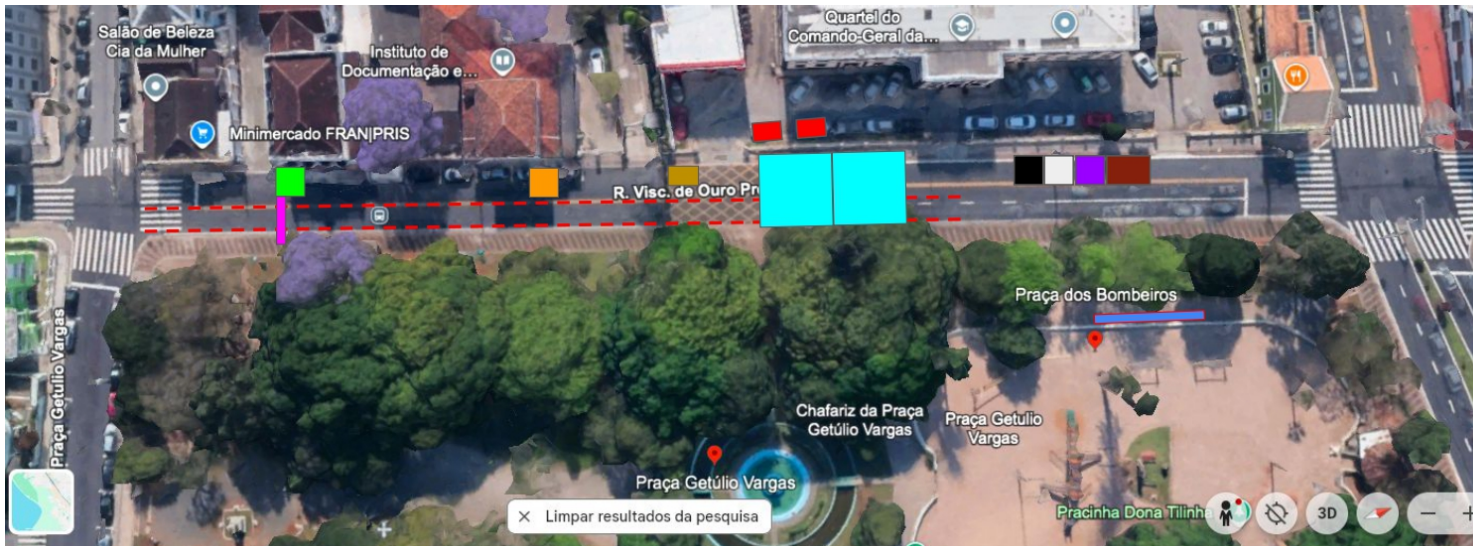 Salão de Beleza
Cia da Mulher
Instituto de
Documentação e...
Quartel do
Comando-Geral da...
Minimercado FRAN|PRIS
R. Visc. de Ouro Pr
Praça dos Bombeiros
Praça Getulio Vargas
Chafariz da Praça
Getúlio Vargas
Praça Getulio
Vargas
Praça Getúlio Vargas
Limpar resultados da pesquisa
Pracinha Dona Tilinha
3D